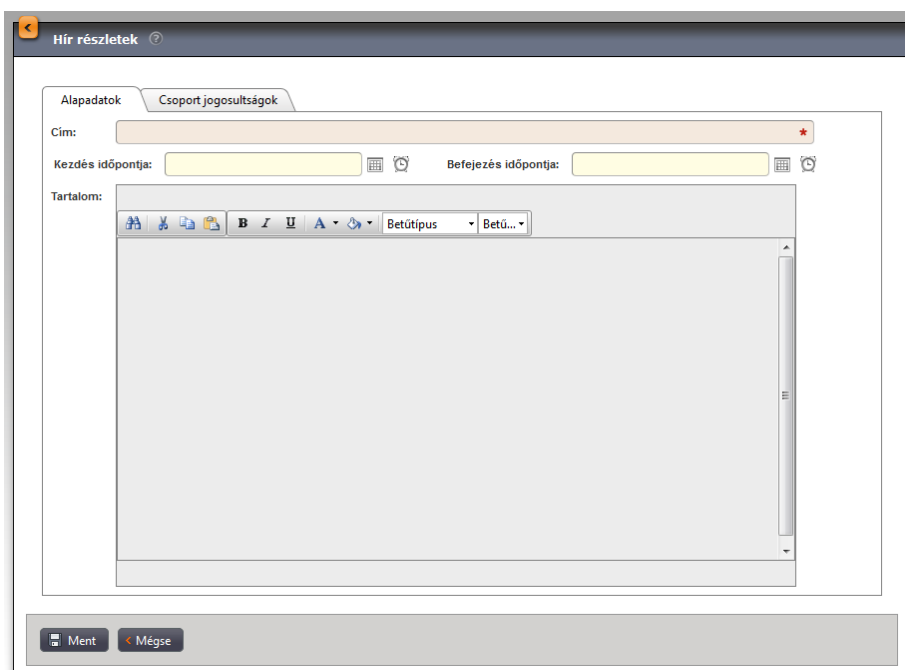 Hír részletek ?
Alapadatok Csoport jogosultságok
Cím: *
Kezdés időpontja: Befejezés időpontja:
Tartalom:
B I U A Betűtípus Betű...
Ment Mégse